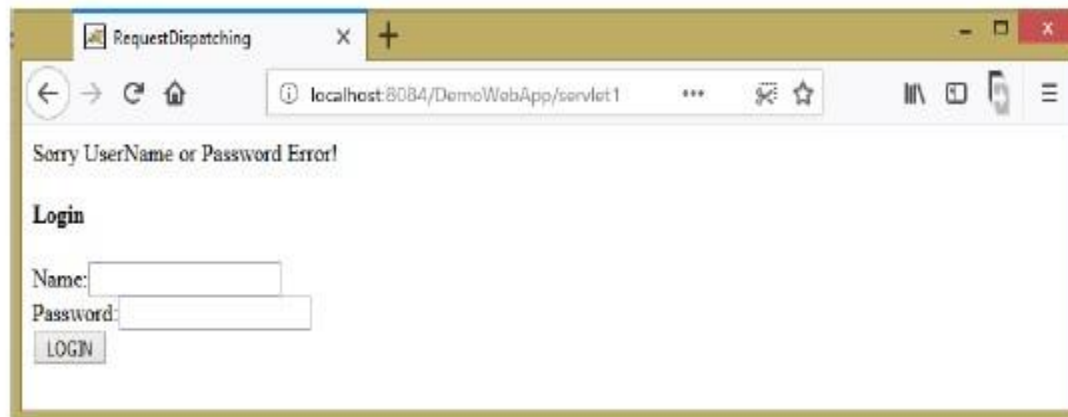 RequestDispatching
localhost:8084/DemoWebApp/servlet1
Sorry UserName or Password Error!
Login
Name:
Password:
LOGIN